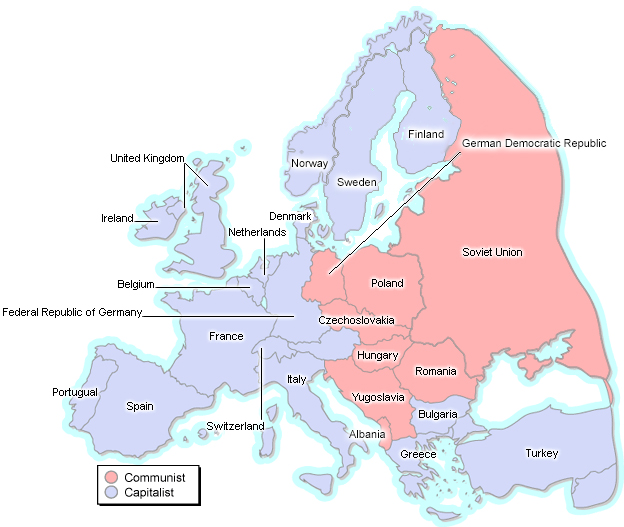 Finland
German Democratic Republic
United Kingdom
Norway
Sweden
Ireland
Denmark
Netherlands
Soviet Union
Belgium
Poland
Federal Republic of Germany
Czechoslovakia
France
Hungary
Romania
Italy
Portugual
Spain
Yugoslavia
Bulgaria
Switzerland
Albania
Greece
Turkey
Communist
Capitalist